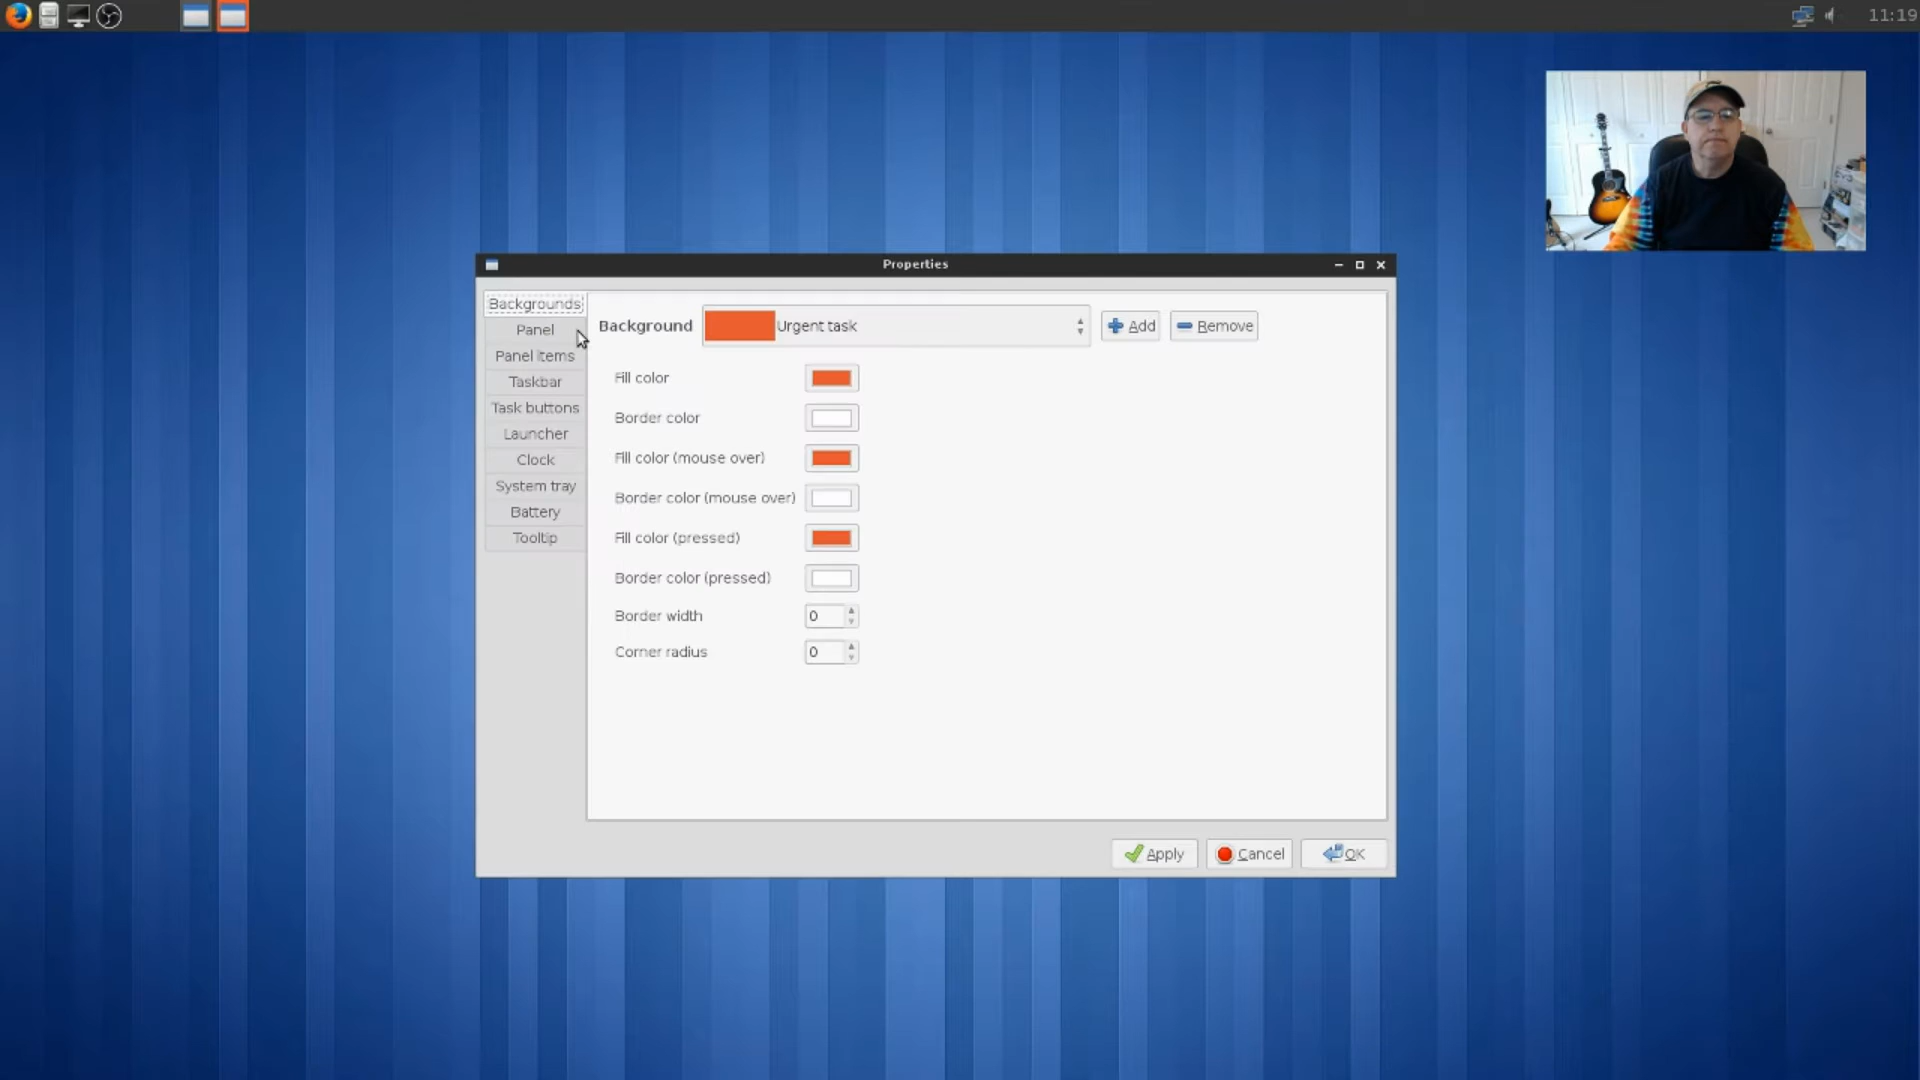 11:19
Properties
Backgrounds
Panel
Panel items
Taskbar
Task buttons
Launcher
Clock
System tray
Battery
Tooltip
Background
Urgent task
Add
Remove
Fill color
Border color
Fill color (mouse over)
Border color (mouse over)
Fill color (pressed)
Border color (pressed)
Border width 0
Corner radius 0
Apply
Cancel
OK